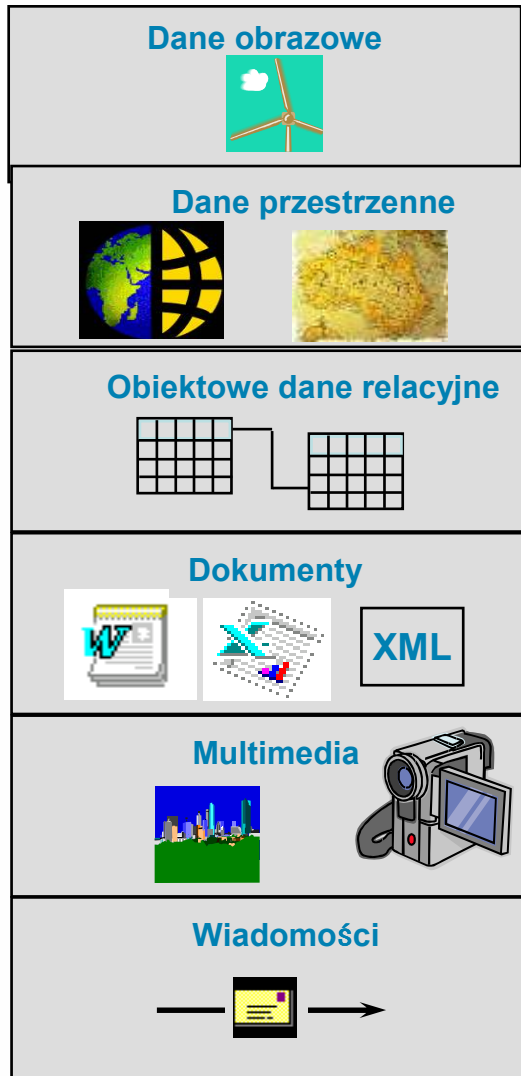 Dane obrazowe
Dane przestrzenne
Obiektowe dane relacyjne
Dokumenty
W
X
XML
Multimedia
Wiadomości